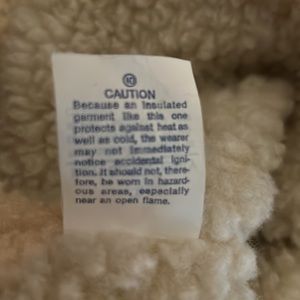 CAUTION
Because an insulated
garment like this one
protects against heat as
well as cold, the wearer
may not immediately
notice accidental igni-
tion. It should not, there-
fore, be worn in hazard-
ous areas, especially
near an open flame.